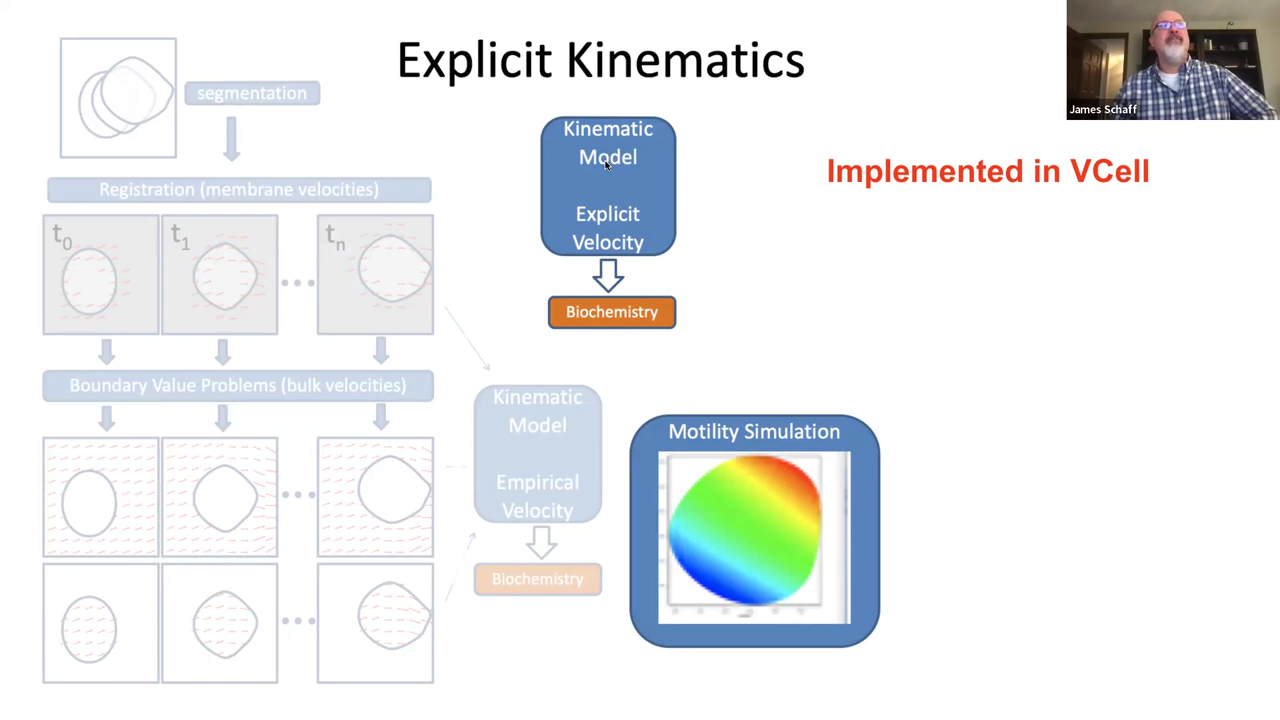 Explicit Kinematics
segmentation
Registration (membrane velocities)
t0
t1
tn
Boundary Value Problems (bulk velocities)
Kinematic
Model
Empirical
Velocity
Biochemistry
Kinematic
Model
Explicit
Velocity
Biochemistry
Motility Simulation
Implemented in VCell
James Schaff